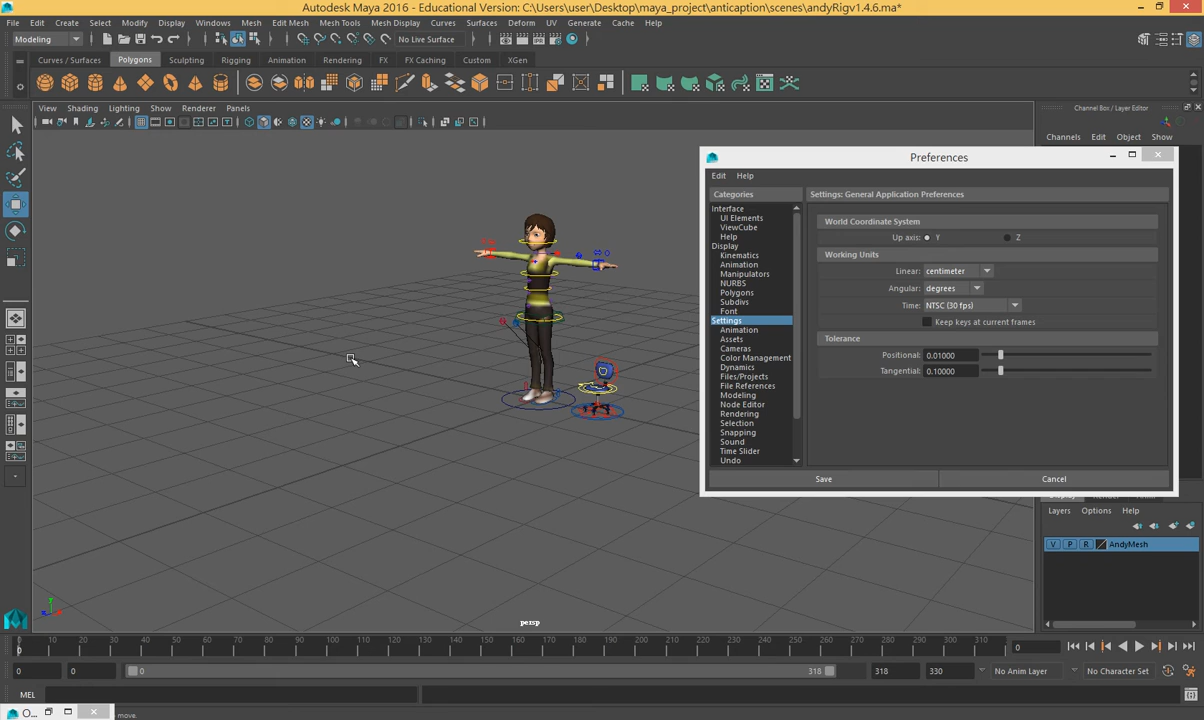 Autodesk Maya 2016 - Educational Version: C:\Users\user\Desktop\maya_project\anticaption\scenes\andyRigv1.4.6.ma*
File Edit Create Select Modify Display Windows Mesh Edit Mesh Mesh Tools Mesh Display Curves Surfaces Deform UV Generate Cache Help
Modeling No Live Surface
Curves / Surfaces Polygons Sculpting Rigging Animation Rendering FX FX Caching Custom XGen
View Shading Lighting Show Renderer Panels
Channel Box / Layer Editor
Channels Edit Object Show
Preferences
Edit Help
Categories
Interface
UI Elements
ViewCube
Help
Display
Kinematics
Animation
Manipulators
NURBS
Polygons
Subdivs
Font
Settings
Animation
Assets
Cameras
Color Management
Dynamics
Files/Projects
File References
Modeling
Node Editor
Rendering
Selection
Snapping
Sound
Time Slider
Undo
Settings: General Application Preferences
World Coordinate System
Up axis: Y Z
Working Units
Linear: centimeter
Angular: degrees
Time: NTSC (30 fps)
Keep keys at current frames
Tolerance
Positional: 0.01000
Tangential: 0.10000
Save Cancel
Layers Options Help
V P R AndyMesh
persp
0 10 20 30 40 50 60 70 80 90 100 110 120 130 140 150 160 170 180 190 200 210 220 230 240 250 260 270 280 290 300 310
0 0
0 0 0 318 318 330 No Anim Layer No Character Set
MEL
O... move.